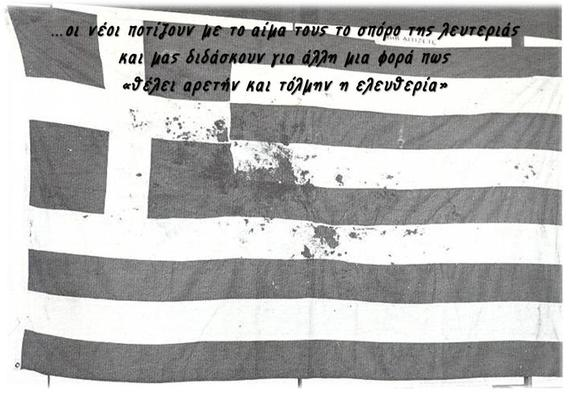 ...οι νέοι ποτίζουν με το αίμα τους το σπόρο της λευτεριάς
και μας διδάσκουν για άλλη μια φορά πως
«θέλει αρετήν και τόλμην η ελευθερία»